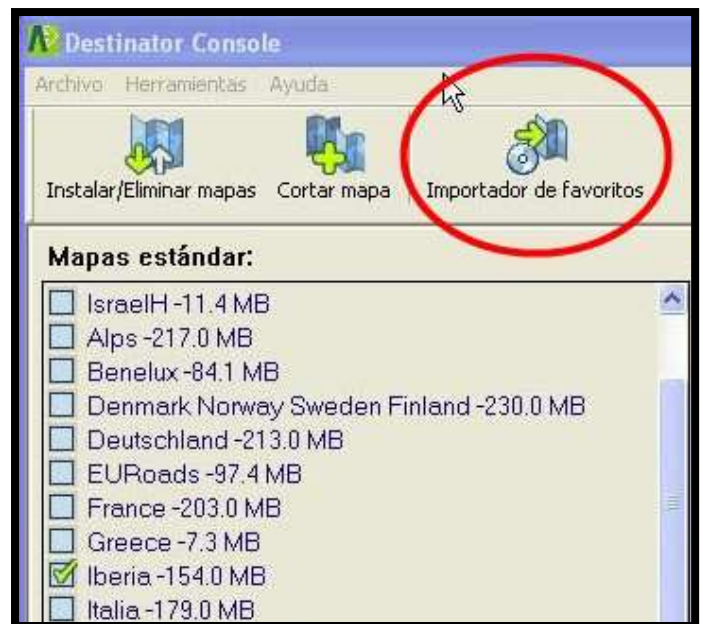 Destinator Console
Archivo Herramientas Ayuda
Instalar/Eliminar mapas Cortar mapa Importador de favoritos
Mapas estándar:
IsraelH -11.4 MB
Alps -217.0 MB
Benelux -84.1 MB
Denmark Norway Sweden Finland -230.0 MB
Deutschland -213.0 MB
EURoads -97.4 MB
France -203.0 MB
Greece -7.3 MB
Iberia -154.0 MB
Italia -179.0 MB